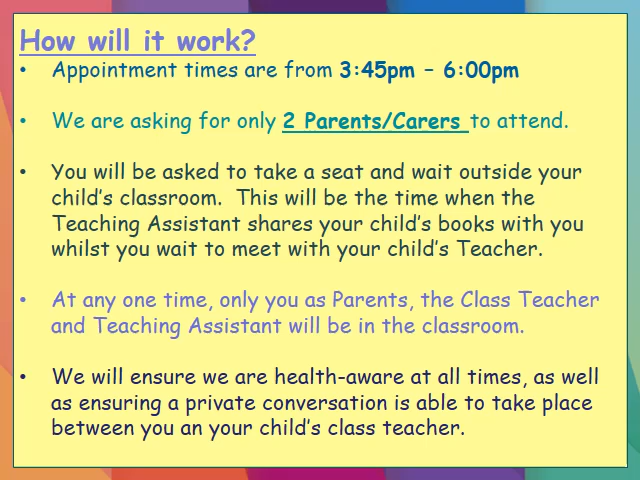 How will it work?
• Appointment times are from 3:45pm – 6:00pm
• We are asking for only 2 Parents/Carers to attend.
• You will be asked to take a seat and wait outside your
child's classroom.  This will be the time when the
Teaching Assistant shares your child's books with you
whilst you wait to meet with your child's Teacher.
• At any one time, only you as Parents, the Class Teacher
and Teaching Assistant will be in the classroom.
• We will ensure we are health-aware at all times, as well
as ensuring a private conversation is able to take place
between you an your child's class teacher.